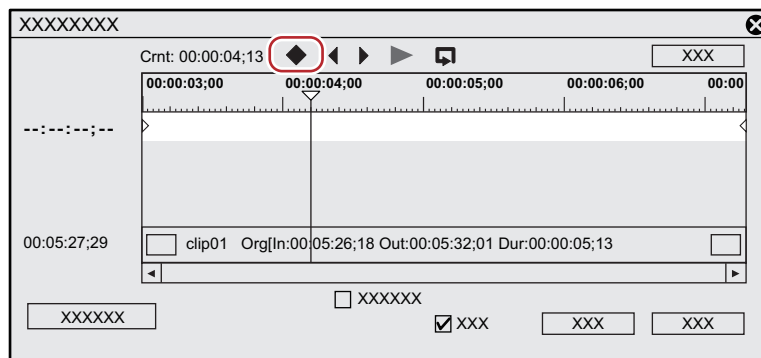 XXXXXXXX
Crnt: 00:00:04;13
XXX
00:00:03;00 00:00:04;00 00:00:05;00 00:00:06;00 00:00
--:--:--;--
00:05:27;29 clip01 Org[In:00:05:26;18 Out:00:05:32;01 Dur:00:00:05;13
XXXXXX
XXXXXX
XXX XXX XXX